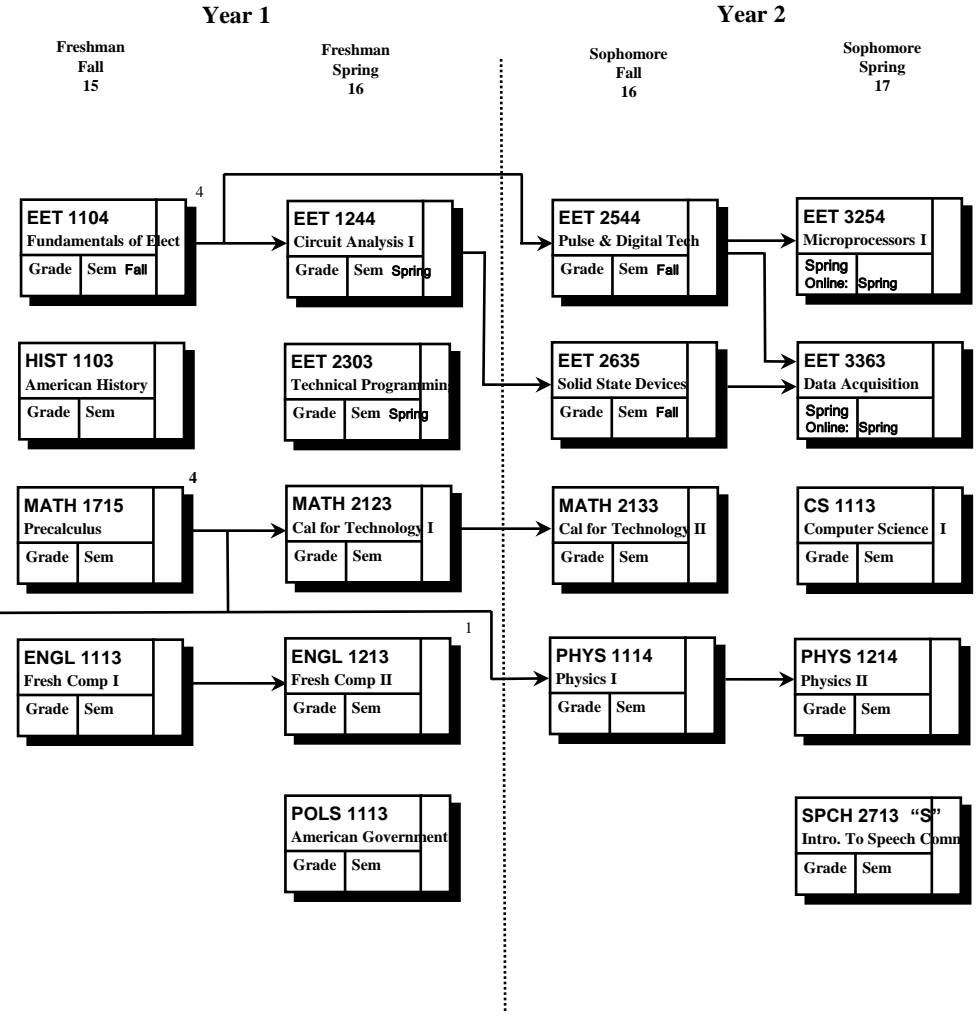 Year 1
Year 2
Freshman
Fall
15
Freshman
Spring
16
Sophomore
Fall
16
Sophomore
Spring
17
4
EET 1104
Fundamentals of Elect
Grade Sem Fall
EET 1244
Circuit Analysis I
Grade Sem Spring
EET 2544
Pulse & Digital Tech
Grade Sem Fall
EET 3254
Microprocessors I
Spring
Online: Spring
HIST 1103
American History
Grade Sem
EET 2303
Technical Programming
Grade Sem Spring
EET 2635
Solid State Devices
Grade Sem Fall
EET 3363
Data Acquisition
Spring
Online: Spring
4
MATH 1715
Precalculus
Grade Sem
MATH 2123
Cal for Technology I
Grade Sem
MATH 2133
Cal for Technology II
Grade Sem
CS 1113
Computer Science I
Grade Sem
ENGL 1113
Fresh Comp I
Grade Sem
1
ENGL 1213
Fresh Comp II
Grade Sem
PHYS 1114
Physics I
Grade Sem
PHYS 1214
Physics II
Grade Sem
POLS 1113
American Government
Grade Sem
SPCH 2713 “S”
Intro. To Speech Comm
Grade Sem